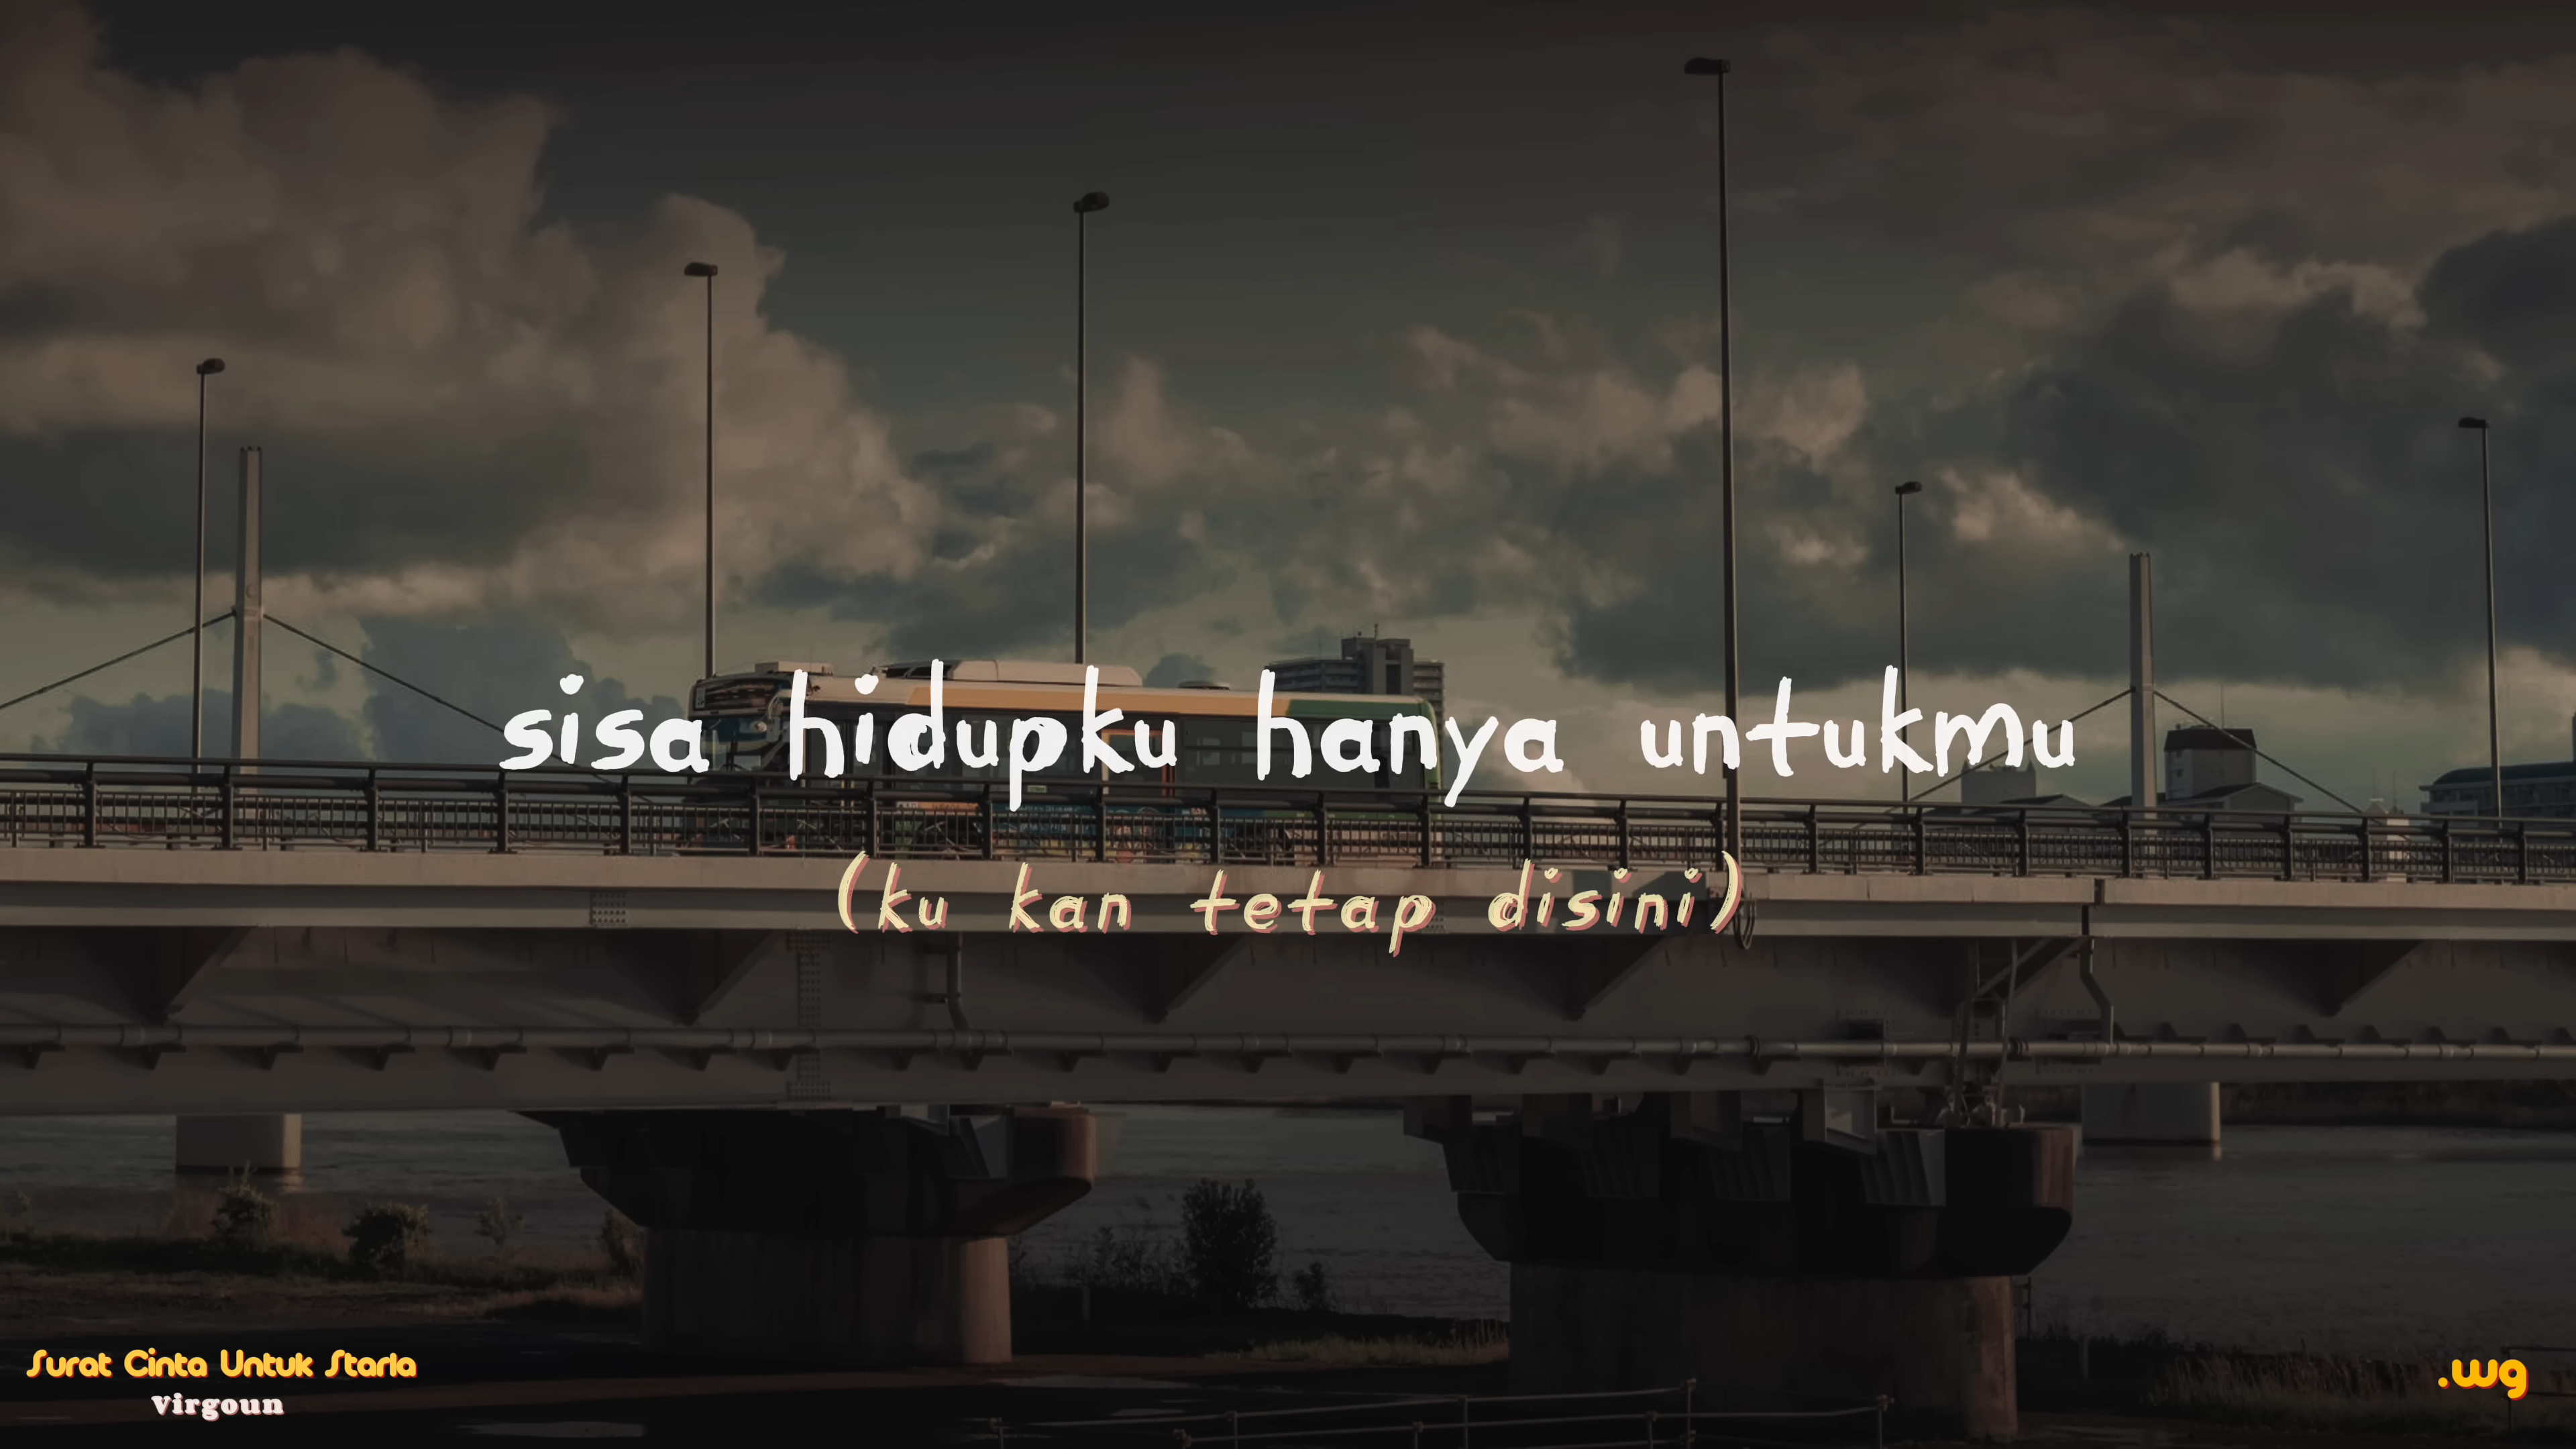 sisa hidupku hanya untukmu
(ku kan tetap disini)
Surat Cinta Untuk Starla
Virgoun
.wg